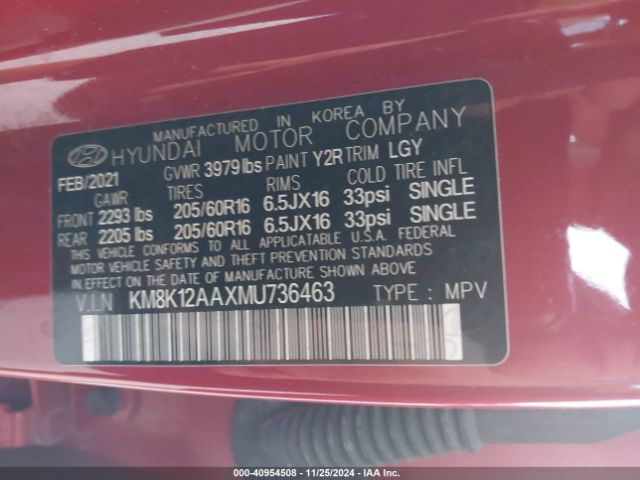 MANUFACTURED IN KOREA BY
HYUNDAI MOTOR COMPANY
FEB/2021 GVWR 3979 lbs PAINT Y2R TRIM LGY
GAWR TIRES RIMS COLD TIRE INFL
FRONT 2293 lbs 205/60R16 6.5JX16 33psi SINGLE
REAR 2205 lbs 205/60R16 6.5JX16 33psi SINGLE
THIS VEHICLE CONFORMS TO ALL APPLICABLE U.S.A. FEDERAL
MOTOR VEHICLE SAFETY AND THEFT PREVENTION STANDARDS
IN EFFECT ON THE DATE OF MANUFACTURE SHOWN ABOVE.
V.I.N KM8K12AAXMU736463 TYPE : MPV
000-40954508 - 11/25/2024 - IAA Inc.